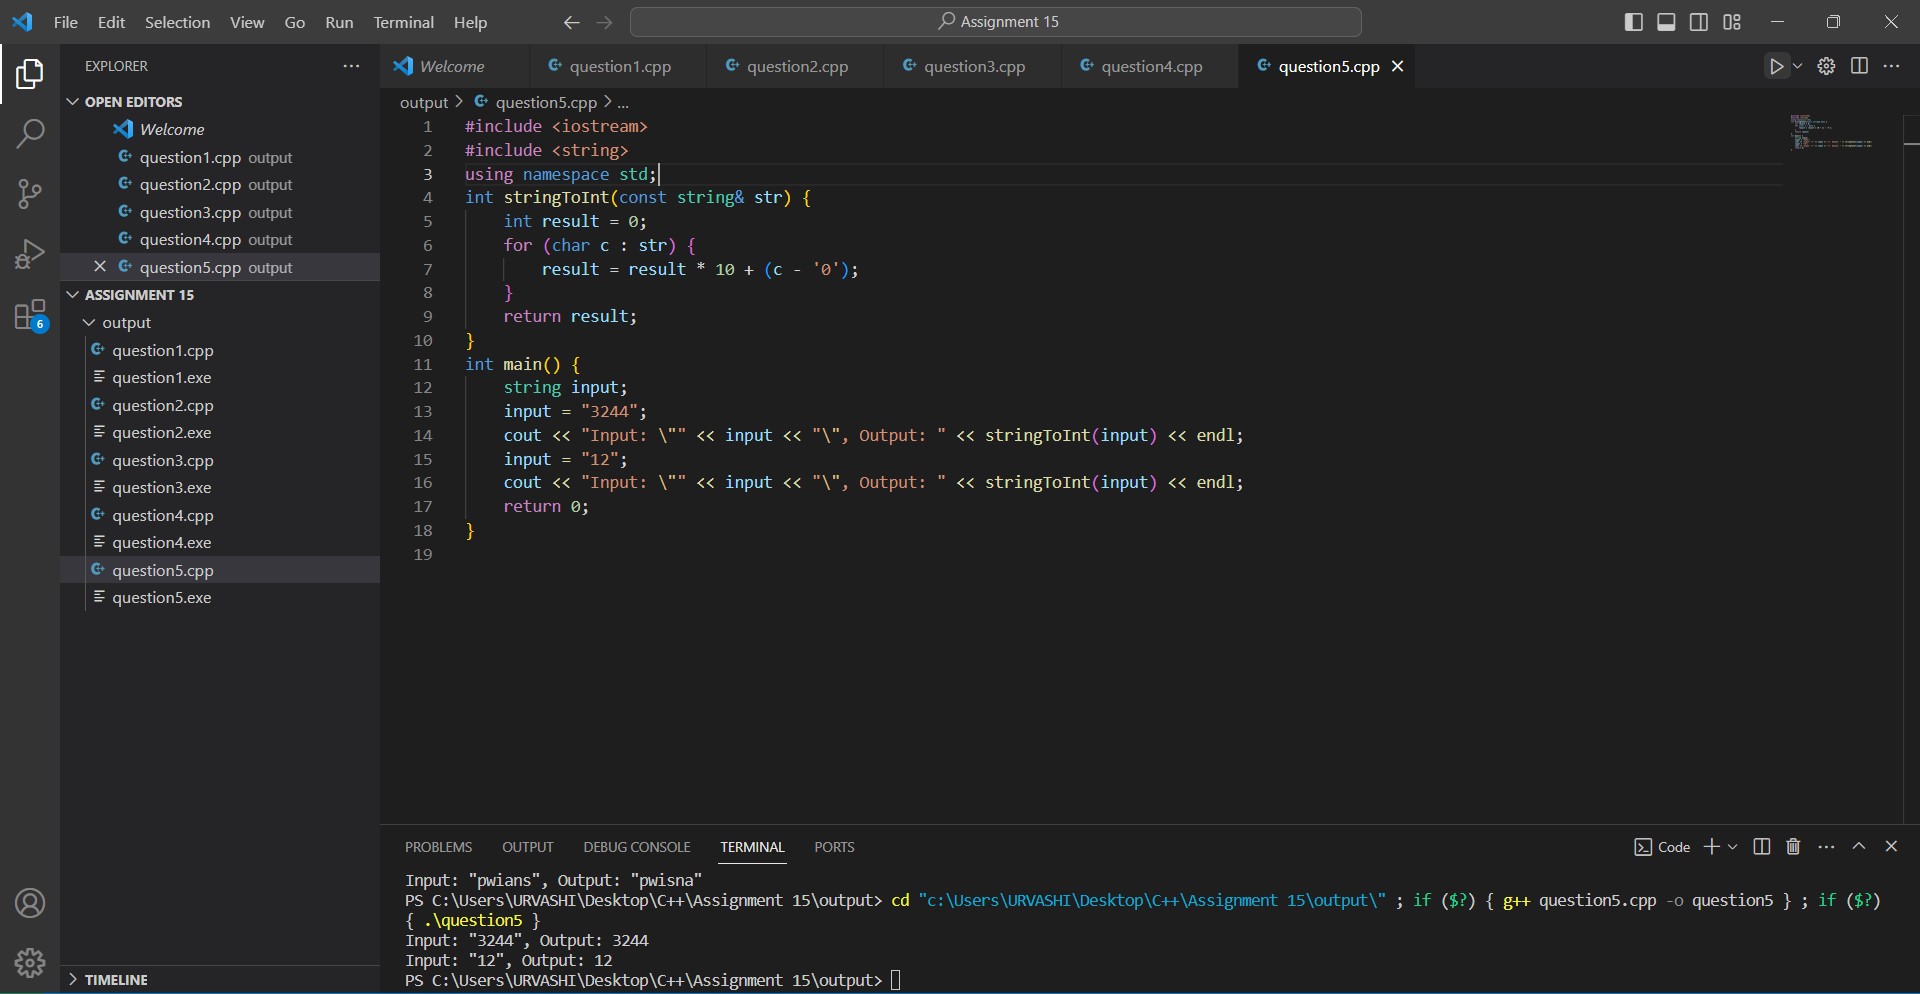 File Edit Selection View Go Run Terminal Help
Assignment 15
EXPLORER
OPEN EDITORS
Welcome
question1.cpp output
question2.cpp output
question3.cpp output
question4.cpp output
question5.cpp output
ASSIGNMENT 15
output
question1.cpp
question1.exe
question2.cpp
question2.exe
question3.cpp
question3.exe
question4.cpp
question4.exe
question5.cpp
question5.exe
TIMELINE
6
Welcome question1.cpp question2.cpp question3.cpp question4.cpp question5.cpp
output > question5.cpp > ...
1 #include <iostream>
2 #include <string>
3 using namespace std;
4 int stringToInt(const string& str) {
5     int result = 0;
6     for (char c : str) {
7         result = result * 10 + (c - '0');
8     }
9     return result;
10 }
11 int main() {
12     string input;
13     input = "3244";
14     cout << "Input: \"" << input << "\", Output: " << stringToInt(input) << endl;
15     input = "12";
16     cout << "Input: \"" << input << "\", Output: " << stringToInt(input) << endl;
17     return 0;
18 }
19
PROBLEMS OUTPUT DEBUG CONSOLE TERMINAL PORTS
Code
Input: "pwians", Output: "pwisna"
PS C:\Users\URVASHI\Desktop\C++\Assignment 15\output> cd "c:\Users\URVASHI\Desktop\C++\Assignment 15\output\" ; if ($?) { g++ question5.cpp -o question5 } ; if ($?)
{ .\question5 }
Input: "3244", Output: 3244
Input: "12", Output: 12
PS C:\Users\URVASHI\Desktop\C++\Assignment 15\output>